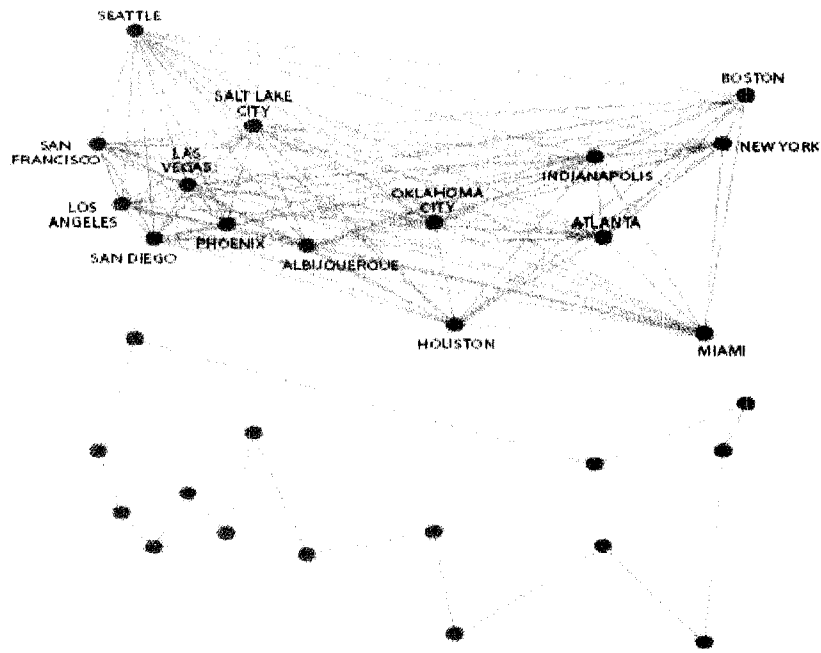 SEATTLE
BOSTON
SALT LAKE
CITY
SAN
FRANCISCO
LAS
VEGAS
NEW YORK
INDIANAPOLIS
OKLAHOMA
CITY
LOS
ANGELES
ATLANTA
PHOENIX
SAN DIEGO
ALBUQUERQUE
HOUSTON
MIAMI